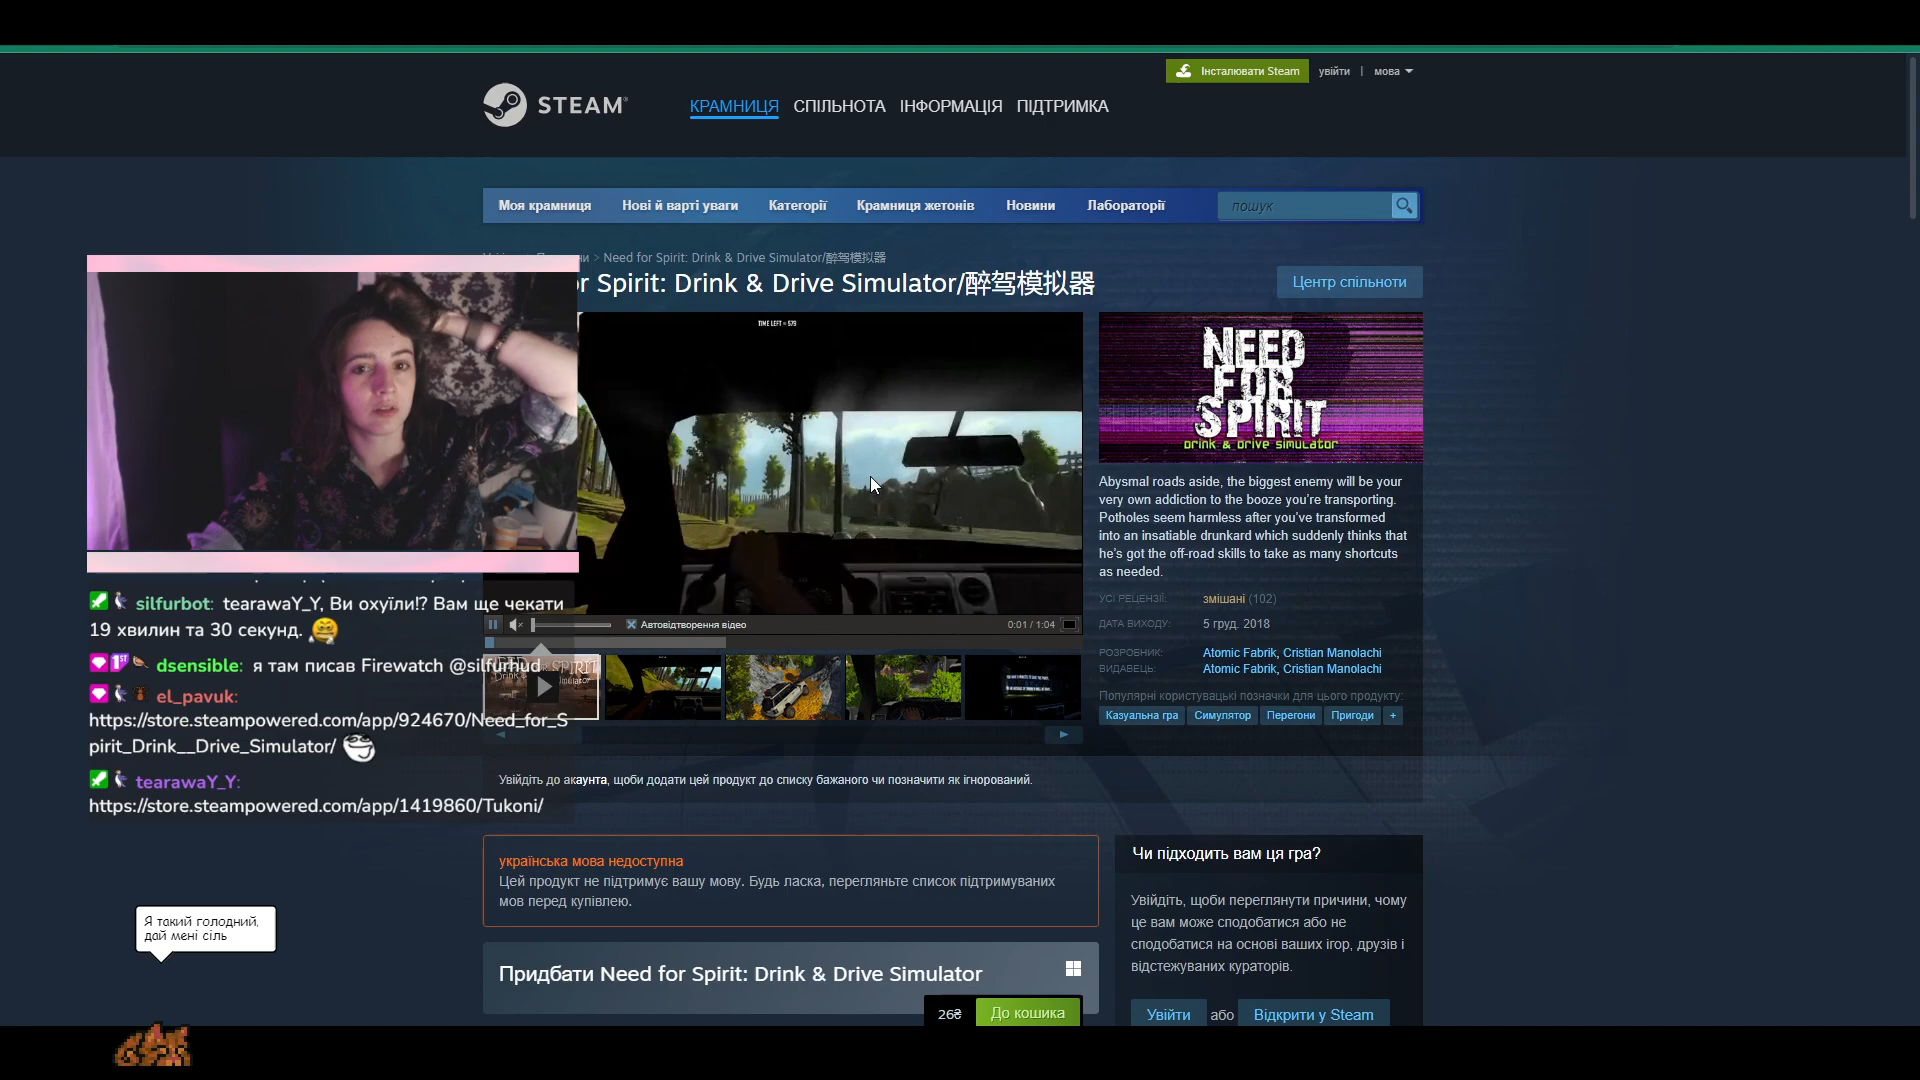 Інсталювати Steam
увійти | мова
STEAM
КРАМНИЦЯ СПІЛЬНОТА ІНФОРМАЦІЯ ПІДТРИМКА
Моя крамниця Нові й варті уваги Категорії Крамниця жетонів Новини Лабораторії
пошук
> Need for Spirit: Drink & Drive Simulator/醉驾模拟器
Spirit: Drink & Drive Simulator/醉驾模拟器
Центр спільноти
TIME LEFT = 579
NEED
FOR
SPIRIT
Drink & Drive Simulator
Abysmal roads aside, the biggest enemy will be your
very own addiction to the booze you're transporting.
Potholes seem harmless after you've transformed
into an insatiable drunkard which suddenly thinks that
he's got the off-road skills to take as many shortcuts
as needed.
УСІ РЕЦЕНЗІЇ: змішані (102)
ДАТА ВИХОДУ: 5 груд. 2018
РОЗРОБНИК: Atomic Fabrik, Cristian Manolachi
ВИДАВЕЦЬ: Atomic Fabrik, Cristian Manolachi
Популярні користувацькі позначки для цього продукту:
Казуальна гра Симулятор Перегони Пригоди +
Автовідтворення відео
0:01 / 1:04
silfurbot: tearawaY_Y, Ви охуїли!? Вам ще чекати
19 хвилин та 30 секунд.
dsensible: я там писав Firewatch @silfurhud
el_pavuk:
https://store.steampowered.com/app/924670/Need_for_S
pirit_Drink__Drive_Simulator/
tearawaY_Y:
https://store.steampowered.com/app/1419860/Tukoni/
Увійдіть до акаунта, щоби додати цей продукт до списку бажаного чи позначити як ігнорований.
українська мова недоступна
Цей продукт не підтримує вашу мову. Будь ласка, перегляньте список підтримуваних
мов перед купівлею.
Чи підходить вам ця гра?
Увійдіть, щоби переглянути причини, чому
це вам може сподобатися або не
сподобатися на основі ваших ігор, друзів і
відстежуваних кураторів.
Увійти або Відкрити у Steam
Придбати Need for Spirit: Drink & Drive Simulator
26₴ До кошика
Я такий голодний,
дай мені сіль